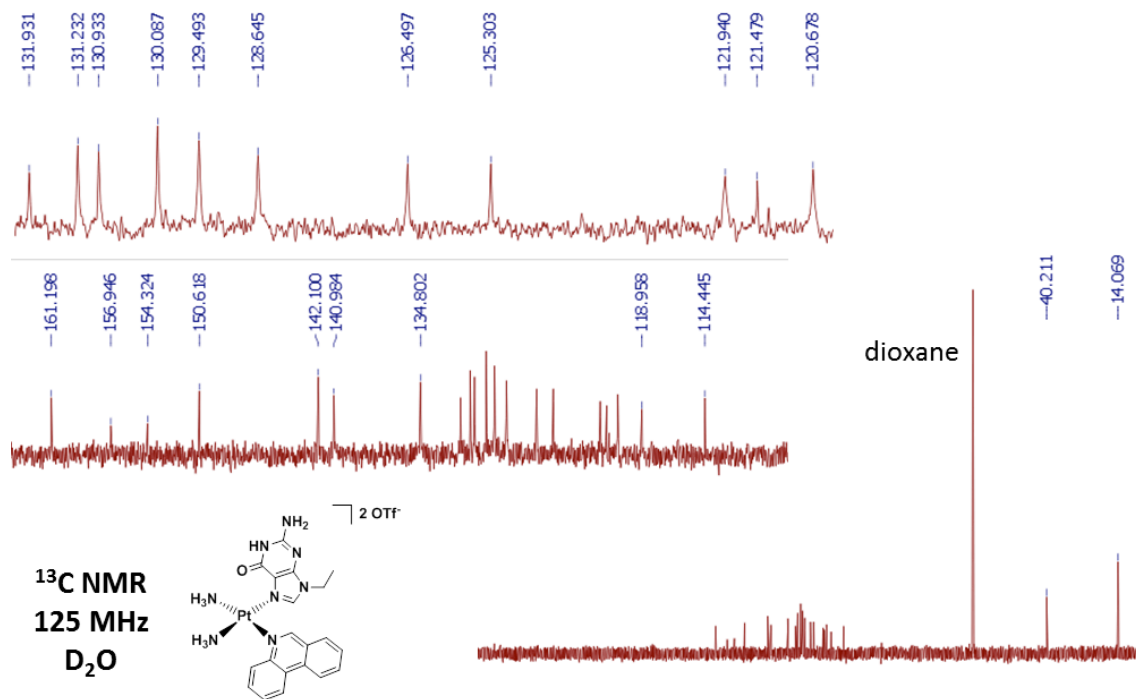 131.931
131.232
130.933
130.087
129.493
128.645
126.497
125.303
121.940
121.479
120.678
161.198
156.946
154.324
150.618
142.100
140.984
134.802
118.958
114.445
40.211
14.069
dioxane
2 OTf-
NH2
HN
N
O
N
N
H3N
Pt
H3N
N
13C NMR
125 MHz
D2O